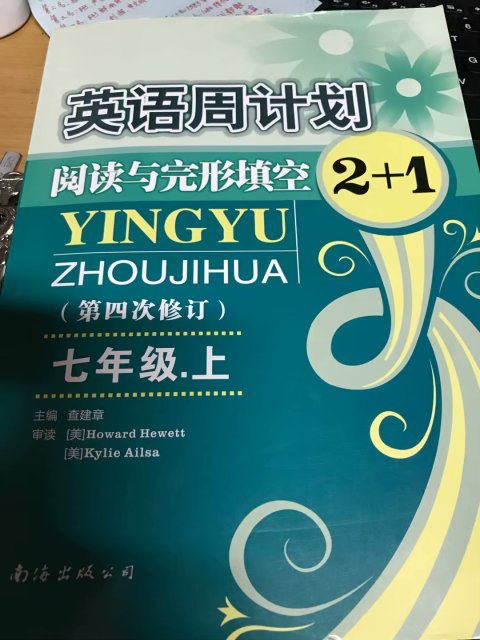 英语周计划
阅读与完形填空 2+1
YINGYU
ZHOUJIHUA
（第四次修订）
七年级.上
主编 查建章
审读 [美]Howard Hewett
[美]Kylie Ailsa
南海出版公司